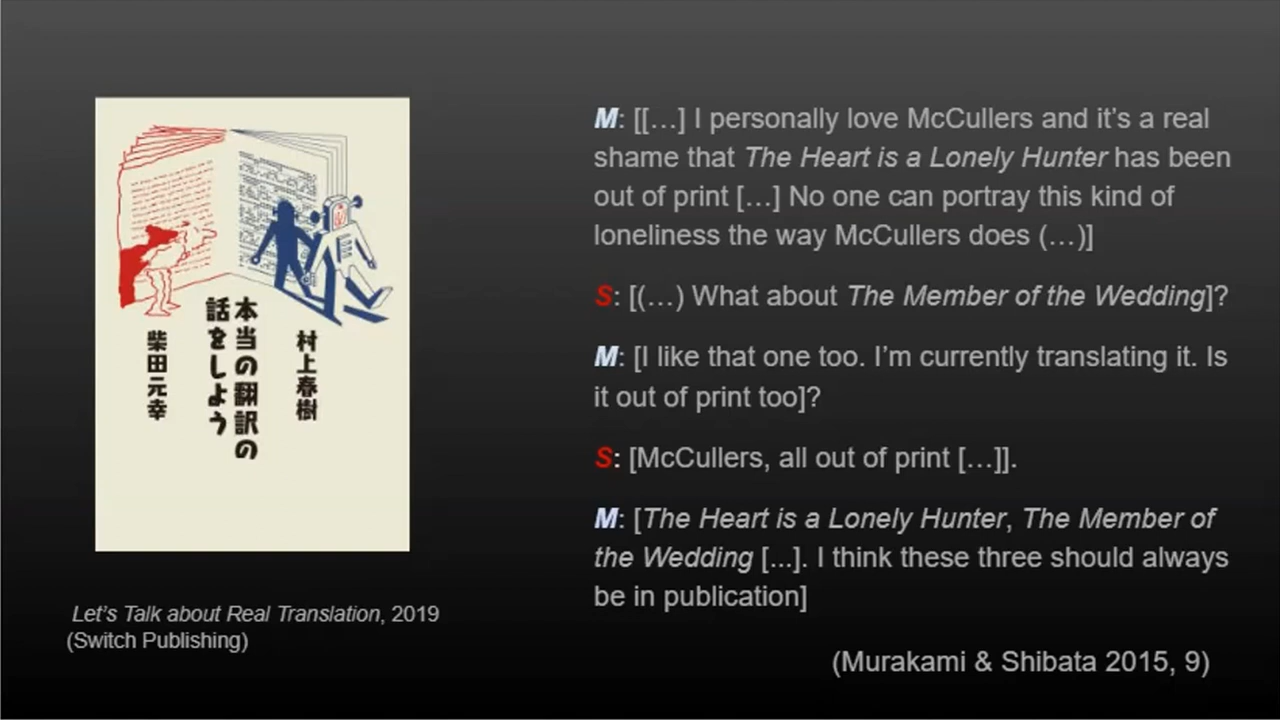 本当の翻訳の
話をしよう
村上春樹
柴田元幸
Let’s Talk about Real Translation, 2019
(Switch Publishing)
M: [[…] I personally love McCullers and it’s a real
shame that The Heart is a Lonely Hunter has been
out of print […] No one can portray this kind of
loneliness the way McCullers does (…)]
S: [(…) What about The Member of the Wedding]?
M: [I like that one too. I’m currently translating it. Is
it out of print too]?
S: [McCullers, all out of print […]].
M: [The Heart is a Lonely Hunter, The Member of
the Wedding [...]. I think these three should always
be in publication]
(Murakami & Shibata 2015, 9)